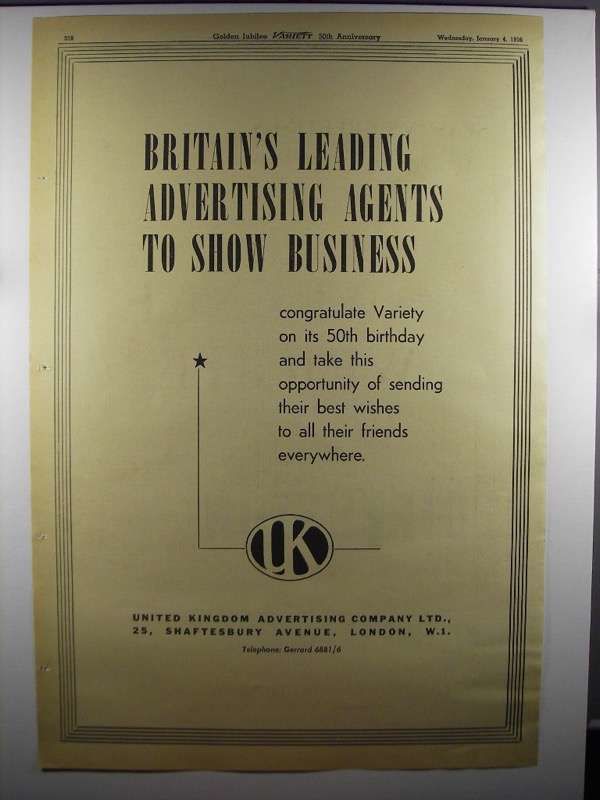 318 Golden Jubilee VARIETY 50th Anniversary Wednesday, January 4, 1956
BRITAIN'S LEADING
ADVERTISING AGENTS
TO SHOW BUSINESS
congratulate Variety
on its 50th birthday
and take this
opportunity of sending
their best wishes
to all their friends
everywhere.
UK
UNITED KINGDOM ADVERTISING COMPANY LTD.,
25, SHAFTESBURY AVENUE, LONDON, W.1.
Telephone: Gerrard 6881/6